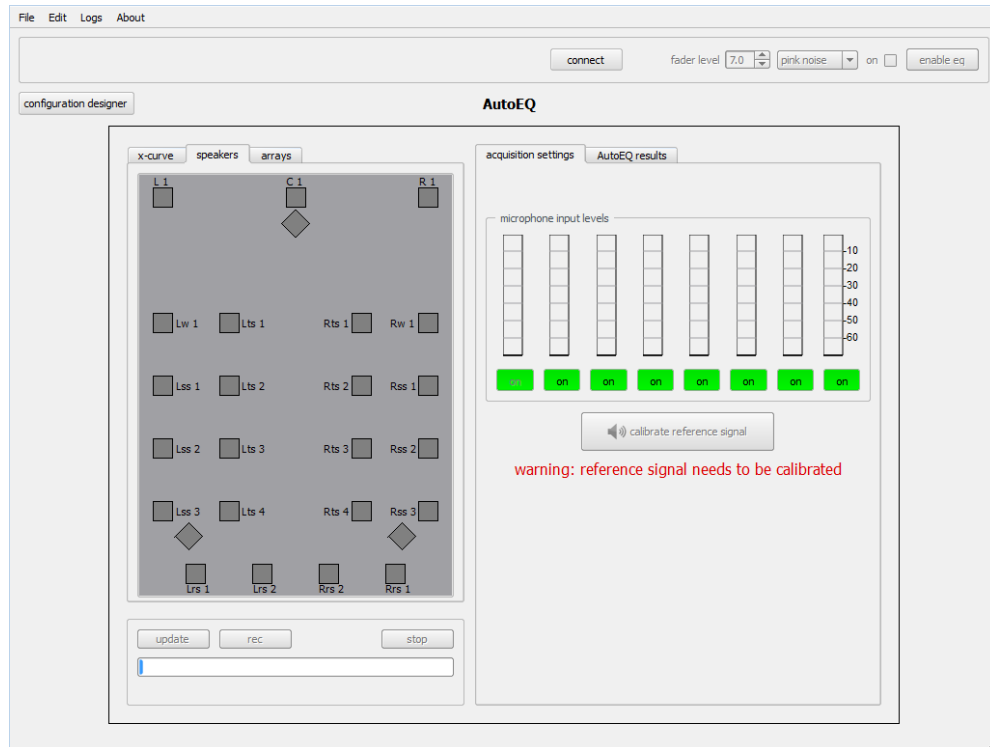 File Edit Logs About
connect fader level 7.0 pink noise on enable eq
configuration designer AutoEQ
x-curve speakers arrays
acquisition settings AutoEQ results
L 1 C 1 R 1
Lw 1 Lts 1 Rts 1 Rw 1
Lss 1 Lts 2 Rts 2 Rss 1
Lss 2 Lts 3 Rts 3 Rss 2
Lss 3 Lts 4 Rts 4 Rss 3
Lrs 1 Lrs 2 Rrs 2 Rrs 1
update rec stop
microphone input levels
-10
-20
-30
-40
-50
-60
on on on on on on on on
calibrate reference signal
warning: reference signal needs to be calibrated